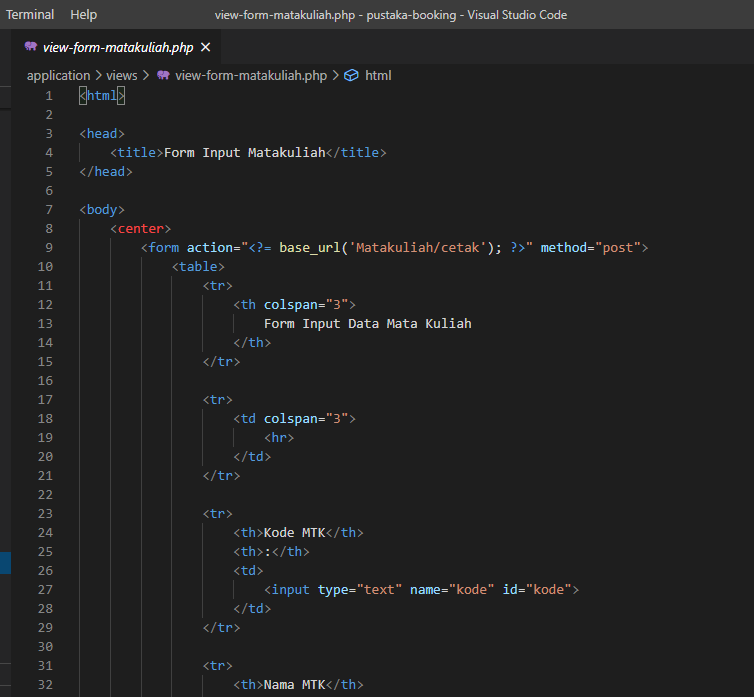 Terminal Help view-form-matakuliah.php - pustaka-booking - Visual Studio Code
view-form-matakuliah.php
application > views > view-form-matakuliah.php > html
1 <html>
2
3 <head>
4 <title>Form Input Matakuliah</title>
5 </head>
6
7 <body>
8 <center>
9 <form action="<?= base_url('Matakuliah/cetak'); ?>" method="post">
10 <table>
11 <tr>
12 <th colspan="3">
13 Form Input Data Mata Kuliah
14 </th>
15 </tr>
16
17 <tr>
18 <td colspan="3">
19 <hr>
20 </td>
21 </tr>
22
23 <tr>
24 <th>Kode MTK</th>
25 <th>:</th>
26 <td>
27 <input type="text" name="kode" id="kode">
28 </td>
29 </tr>
30
31 <tr>
32 <th>Nama MTK</th>